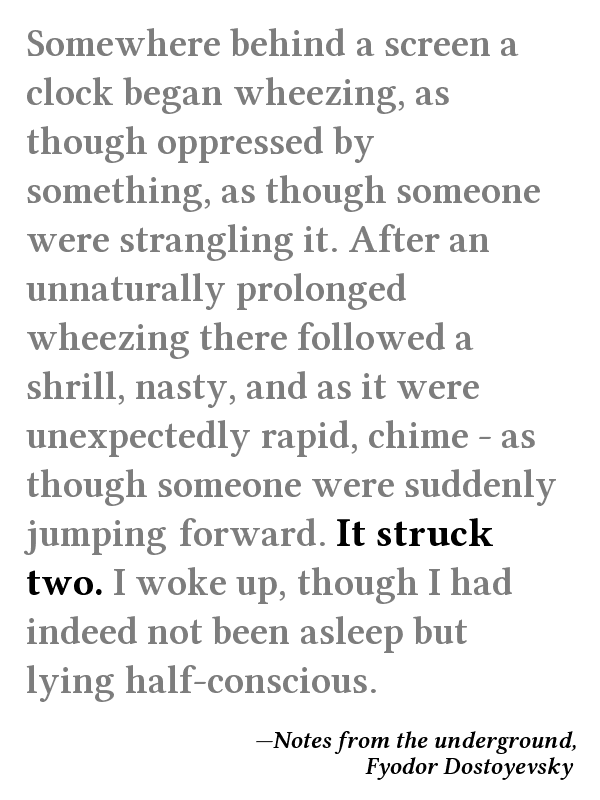 Somewhere behind a screen a
clock began wheezing, as
though oppressed by
something, as though someone
were strangling it. After an
unnaturally prolonged
wheezing there followed a
shrill, nasty, and as it were
unexpectedly rapid, chime - as
though someone were suddenly
jumping forward. It struck
two. I woke up, though I had
indeed not been asleep but
lying half-conscious.
—Notes from the underground,
Fyodor Dostoyevsky